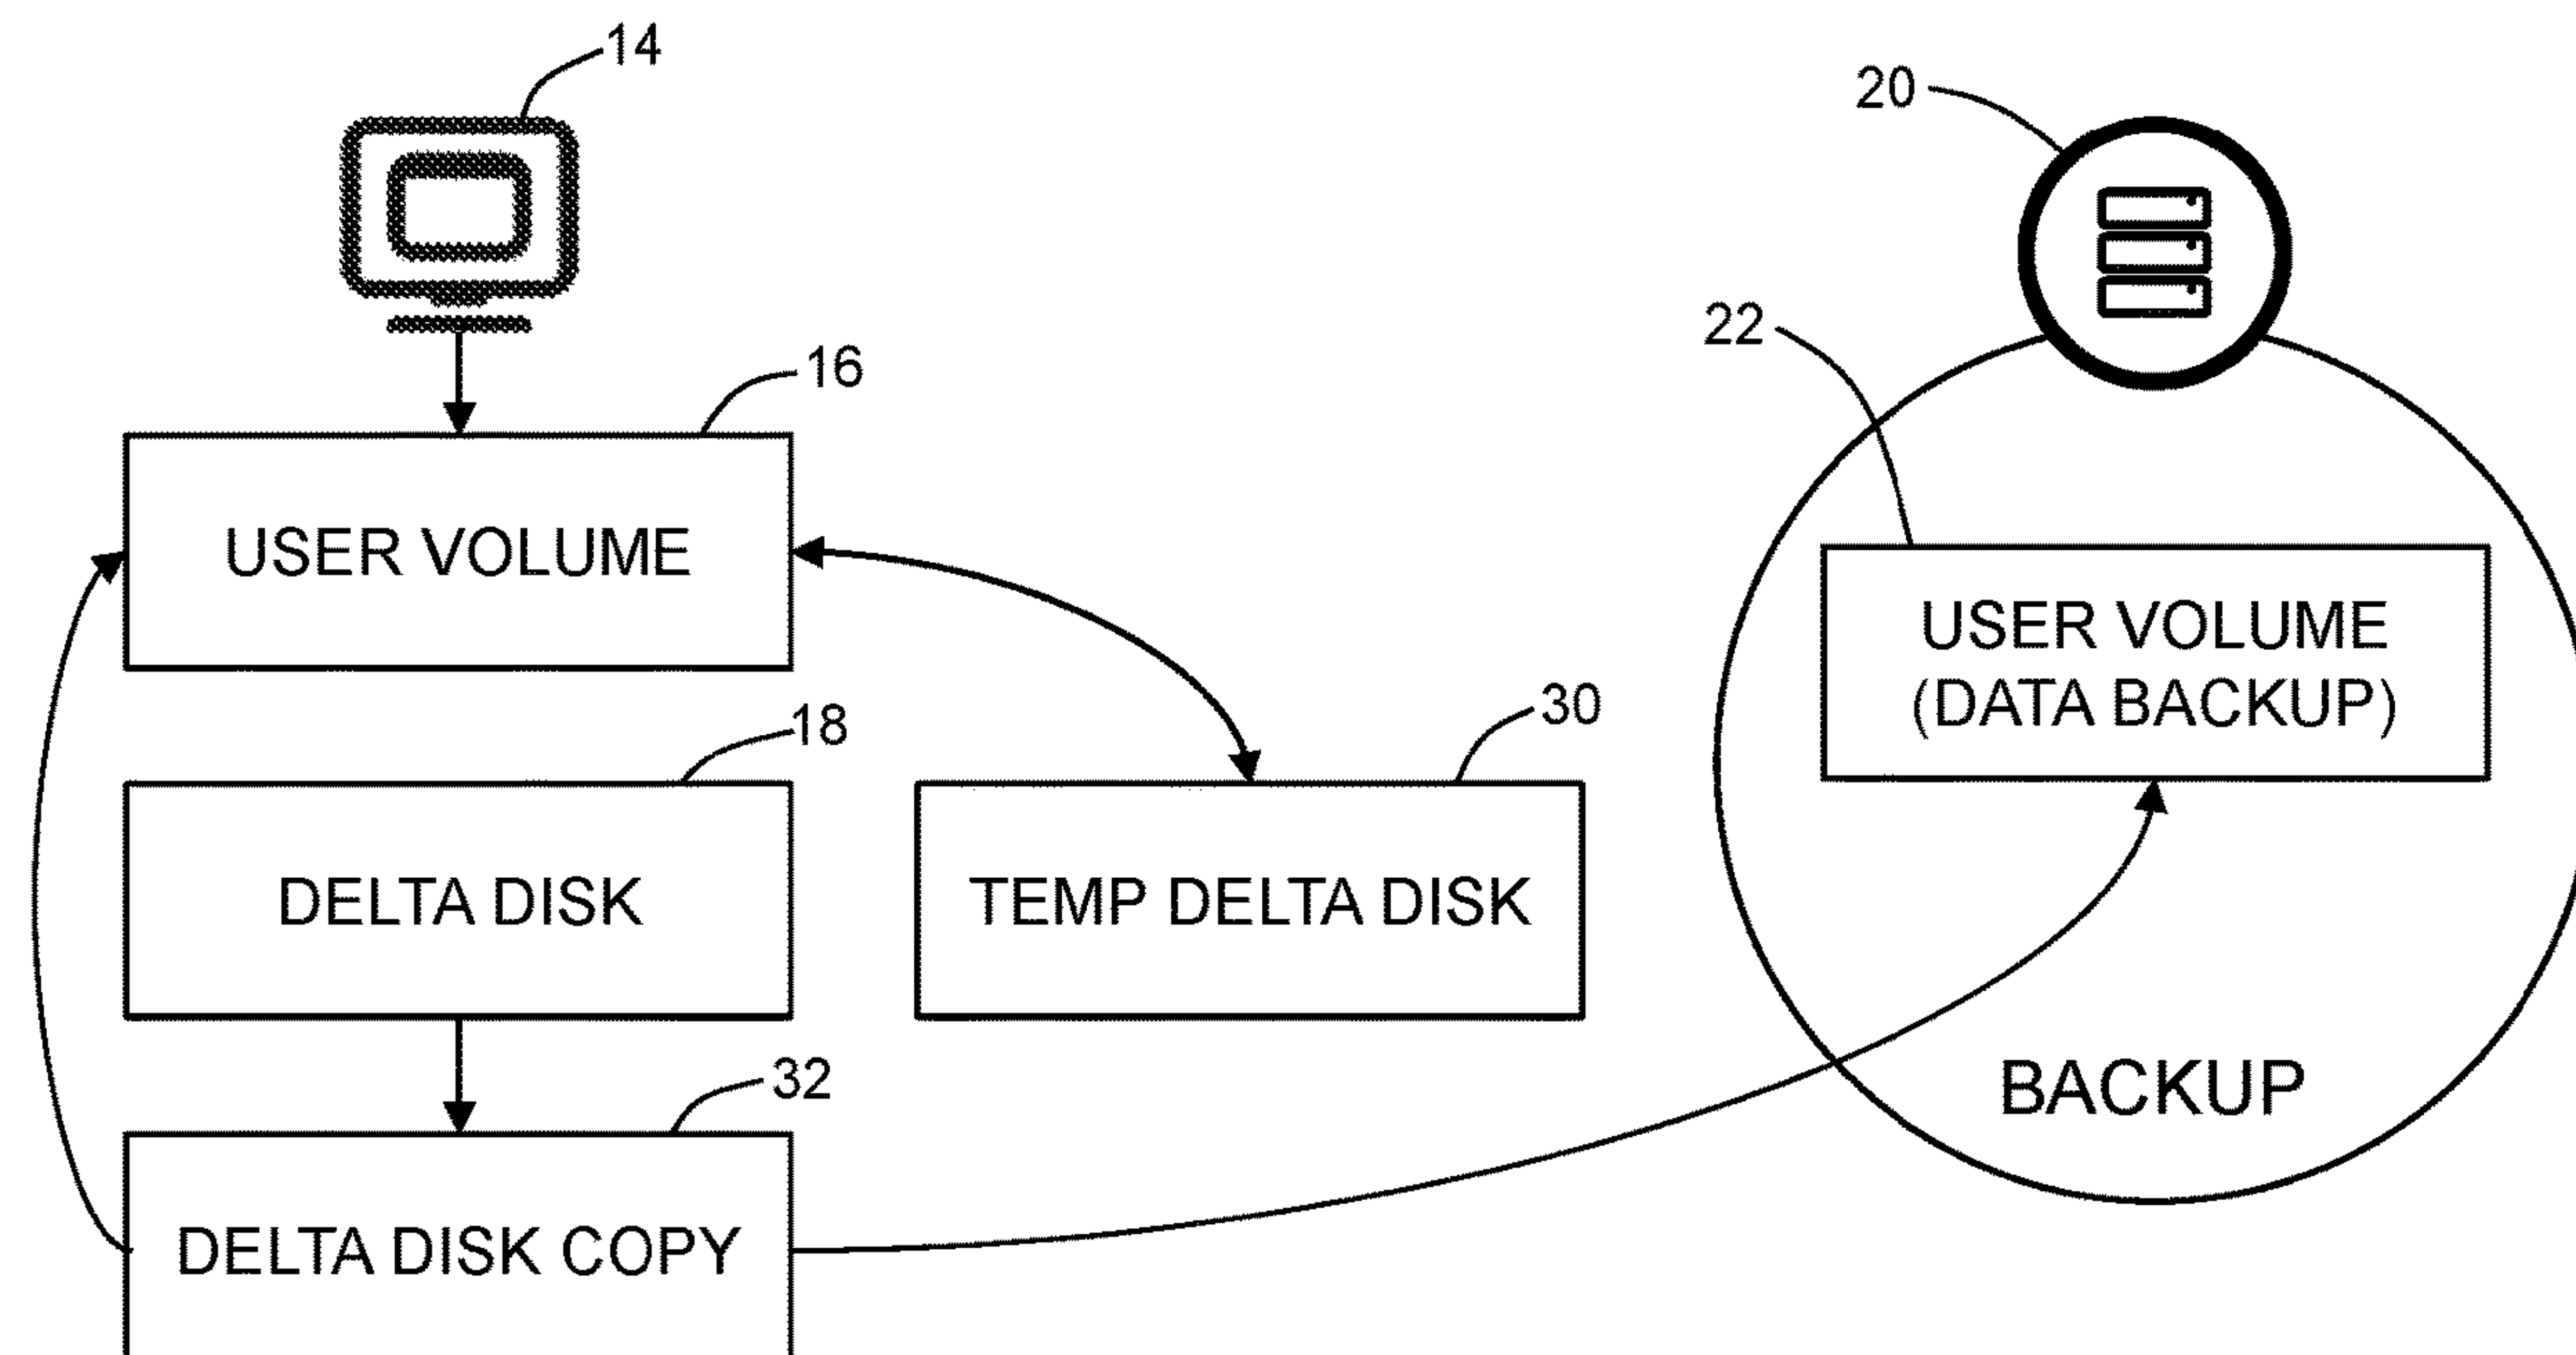 14
20
22
16
USER VOLUME
USER VOLUME
(DATA BACKUP)
18
30
DELTA DISK
TEMP DELTA DISK
32
BACKUP
DELTA DISK COPY